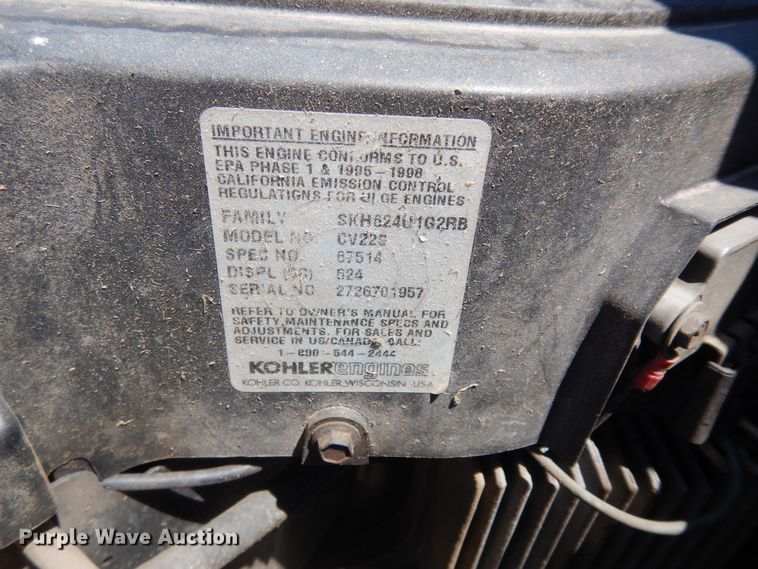 IMPORTANT ENGINE INFORMATION
THIS ENGINE CONFORMS TO U.S.
EPA PHASE 1 & 1995-1998
CALIFORNIA EMISSION CONTROL
REGULATIONS FOR ULGE ENGINES
FAMILY SKH624U1G2RB
MODEL NO. CV22S
SPEC NO. 67514
DISPL (CC) 624
SERIAL NO. 2726701957
REFER TO OWNER'S MANUAL FOR
SAFETY, MAINTENANCE SPECS AND
ADJUSTMENTS. FOR SALES AND
SERVICE IN US/CANADA CALL:
1-800-544-2444
KOHLER engines
KOHLER CO. KOHLER, WISCONSIN USA
Purple Wave Auction